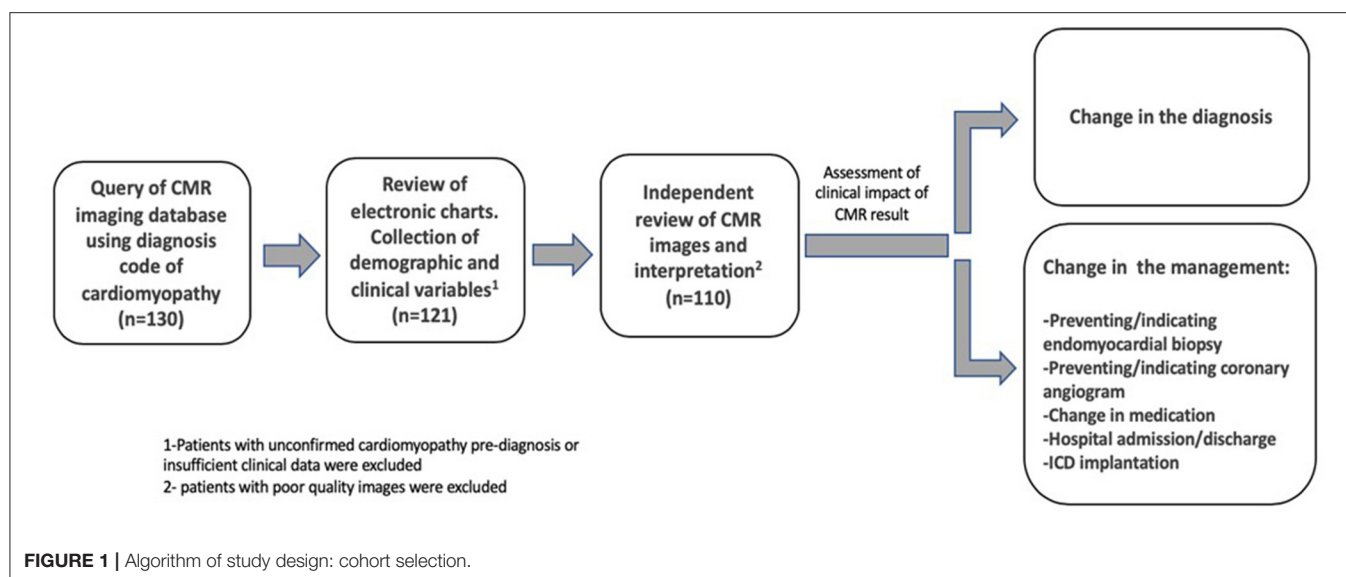 Query of CMR
imaging database
using diagnosis
code of
cardiomyopathy
(n=130)
Review of
electronic charts.
Collection of
demographic and
clinical variables1
(n=121)
Independent
review of CMR
images and
interpretation2
(n=110)
Assessment of
clinical impact of
CMR result
Change in the diagnosis
Change in the management:
-Preventing/indicating
endomyocardial biopsy
-Preventing/indicating coronary
angiogram
-Change in medication
-Hospital admission/discharge
-ICD implantation
1-Patients with unconfirmed cardiomyopathy pre-diagnosis or
insufficient clinical data were excluded
2- patients with poor quality images were excluded
FIGURE 1 | Algorithm of study design: cohort selection.